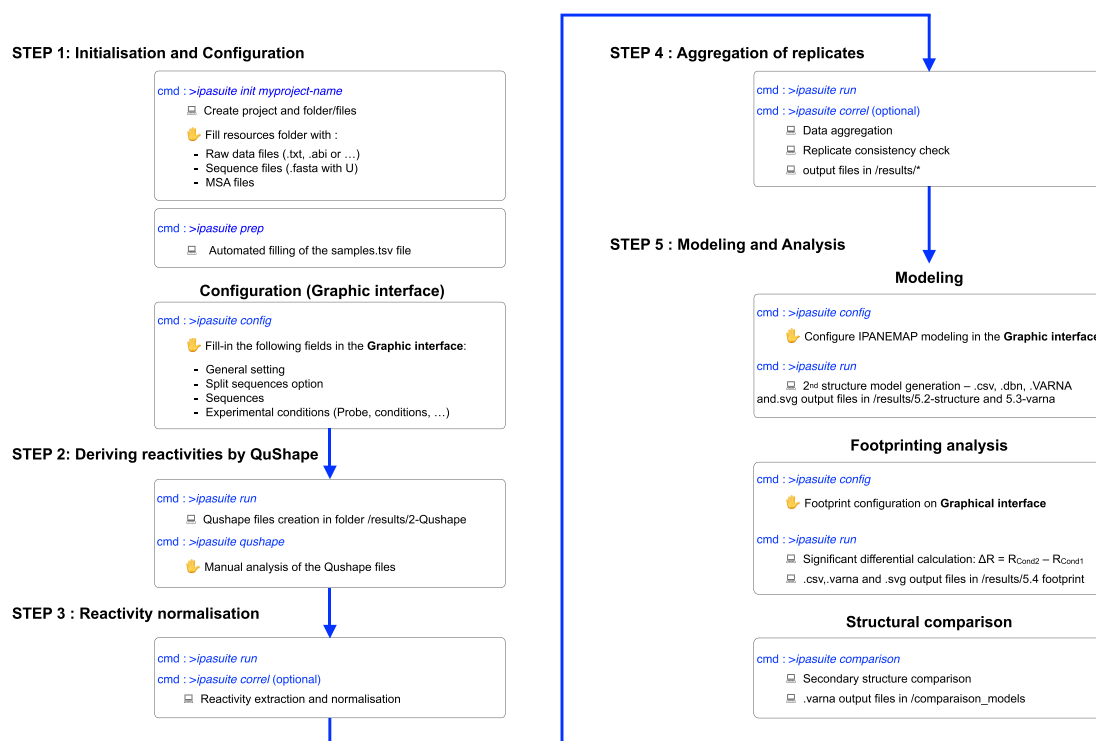 STEP 1: Initialisation and Configuration
cmd : >ipasuite init myproject-name
Create project and folder/files
Fill resources folder with :
- Raw data files (.txt, .abi or …)
- Sequence files (.fasta with U)
- MSA files
cmd : >ipasuite prep
Automated filling of the samples.tsv file
Configuration (Graphic interface)
cmd : >ipasuite config
Fill-in the following fields in the Graphic interface:
- General setting
- Split sequences option
- Sequences
- Experimental conditions (Probe, conditions, …)
STEP 2: Deriving reactivities by QuShape
cmd : >ipasuite run
Qushape files creation in folder /results/2-Qushape
cmd : >ipasuite qushape
Manual analysis of the Qushape files
STEP 3 : Reactivity normalisation
cmd : >ipasuite run
cmd : >ipasuite correl (optional)
Reactivity extraction and normalisation
STEP 4 : Aggregation of replicates
cmd : >ipasuite run
cmd : >ipasuite correl (optional)
Data aggregation
Replicate consistency check
output files in /results/*
STEP 5 : Modeling and Analysis
Modeling
cmd : >ipasuite config
Configure IPANEMAP modeling in the Graphic interface
cmd : >ipasuite run
2nd structure model generation – .csv, .dbn, .VARNA
and.svg output files in /results/5.2-structure and 5.3-varna
Footprinting analysis
cmd : >ipasuite config
Footprint configuration on Graphical interface
cmd : >ipasuite run
Significant differential calculation: ΔR = RCond2 – RCond1
.csv,.varna and .svg output files in /results/5.4 footprint
Structural comparison
cmd : >ipasuite comparison
Secondary structure comparison
.varna output files in /comparaison_models